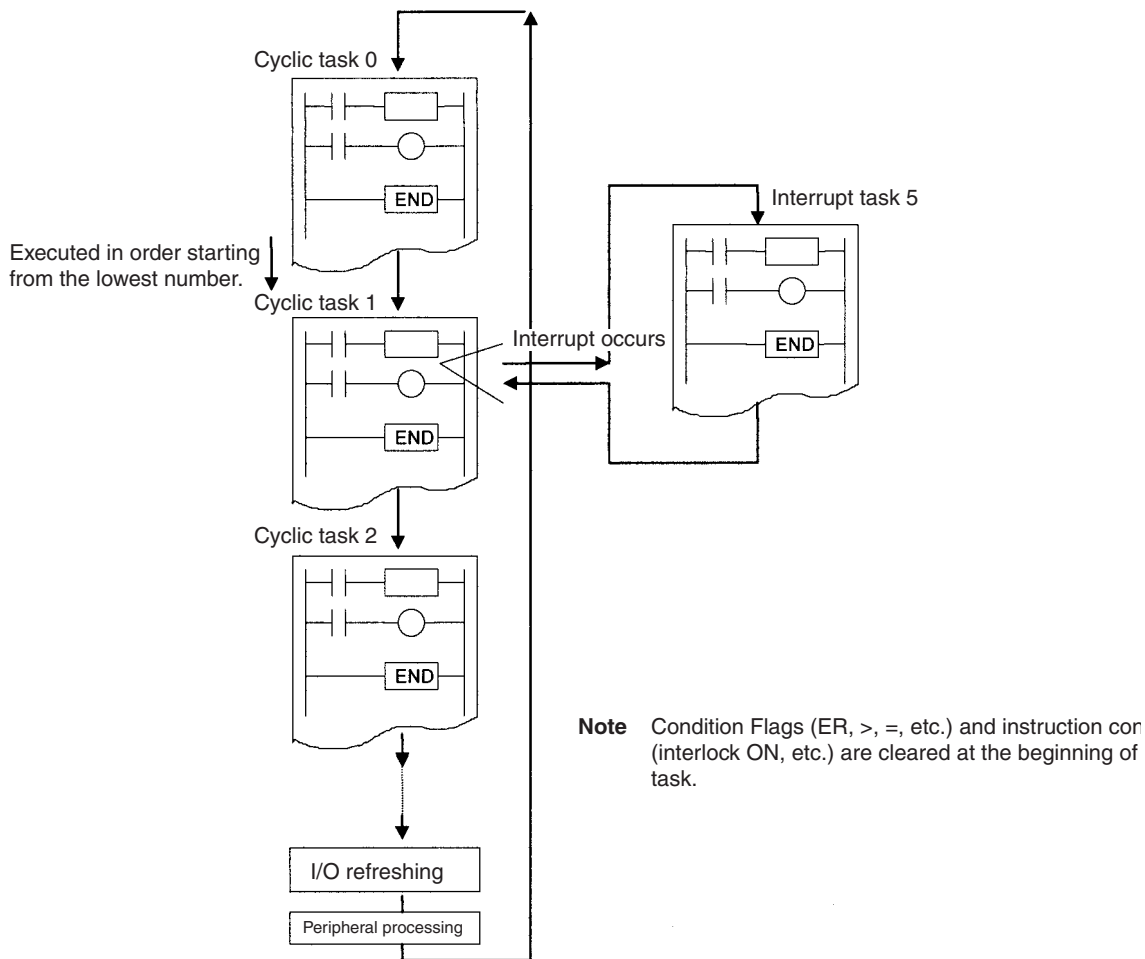 Cyclic task 0
END
Interrupt task 5
END
Executed in order starting
from the lowest number.
Cyclic task 1
Interrupt occurs
END
Cyclic task 2
END
Note Condition Flags (ER, >, =, etc.) and instruction
(interlock ON, etc.) are cleared at the beginning of
task.
I/O refreshing
Peripheral processing